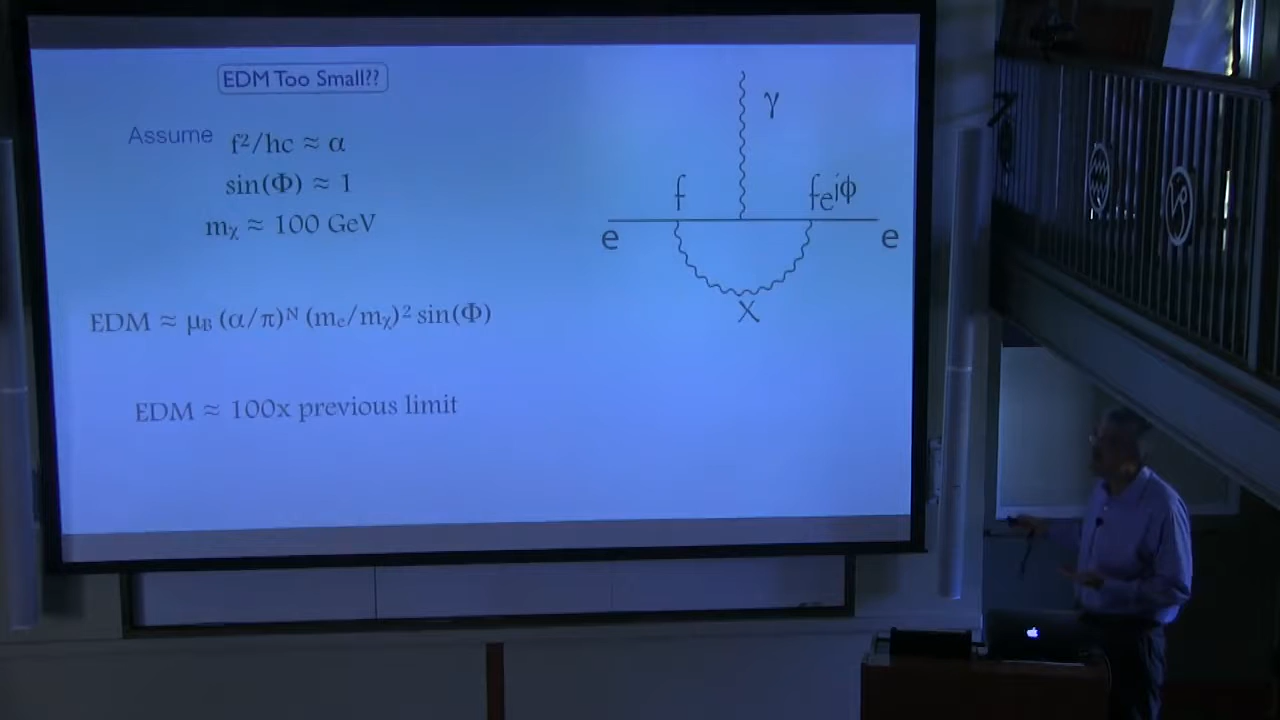 EDM Too Small??
Assume f²/hc ≈ α
sin(Φ) ≈ 1
mᵪ ≈ 100 GeV
EDM ≈ μ_B (α/π)ᴺ (mₑ/mᵪ)² sin(Φ)
EDM ≈ 100x previous limit
γ
f
feiϕ
e
e
X